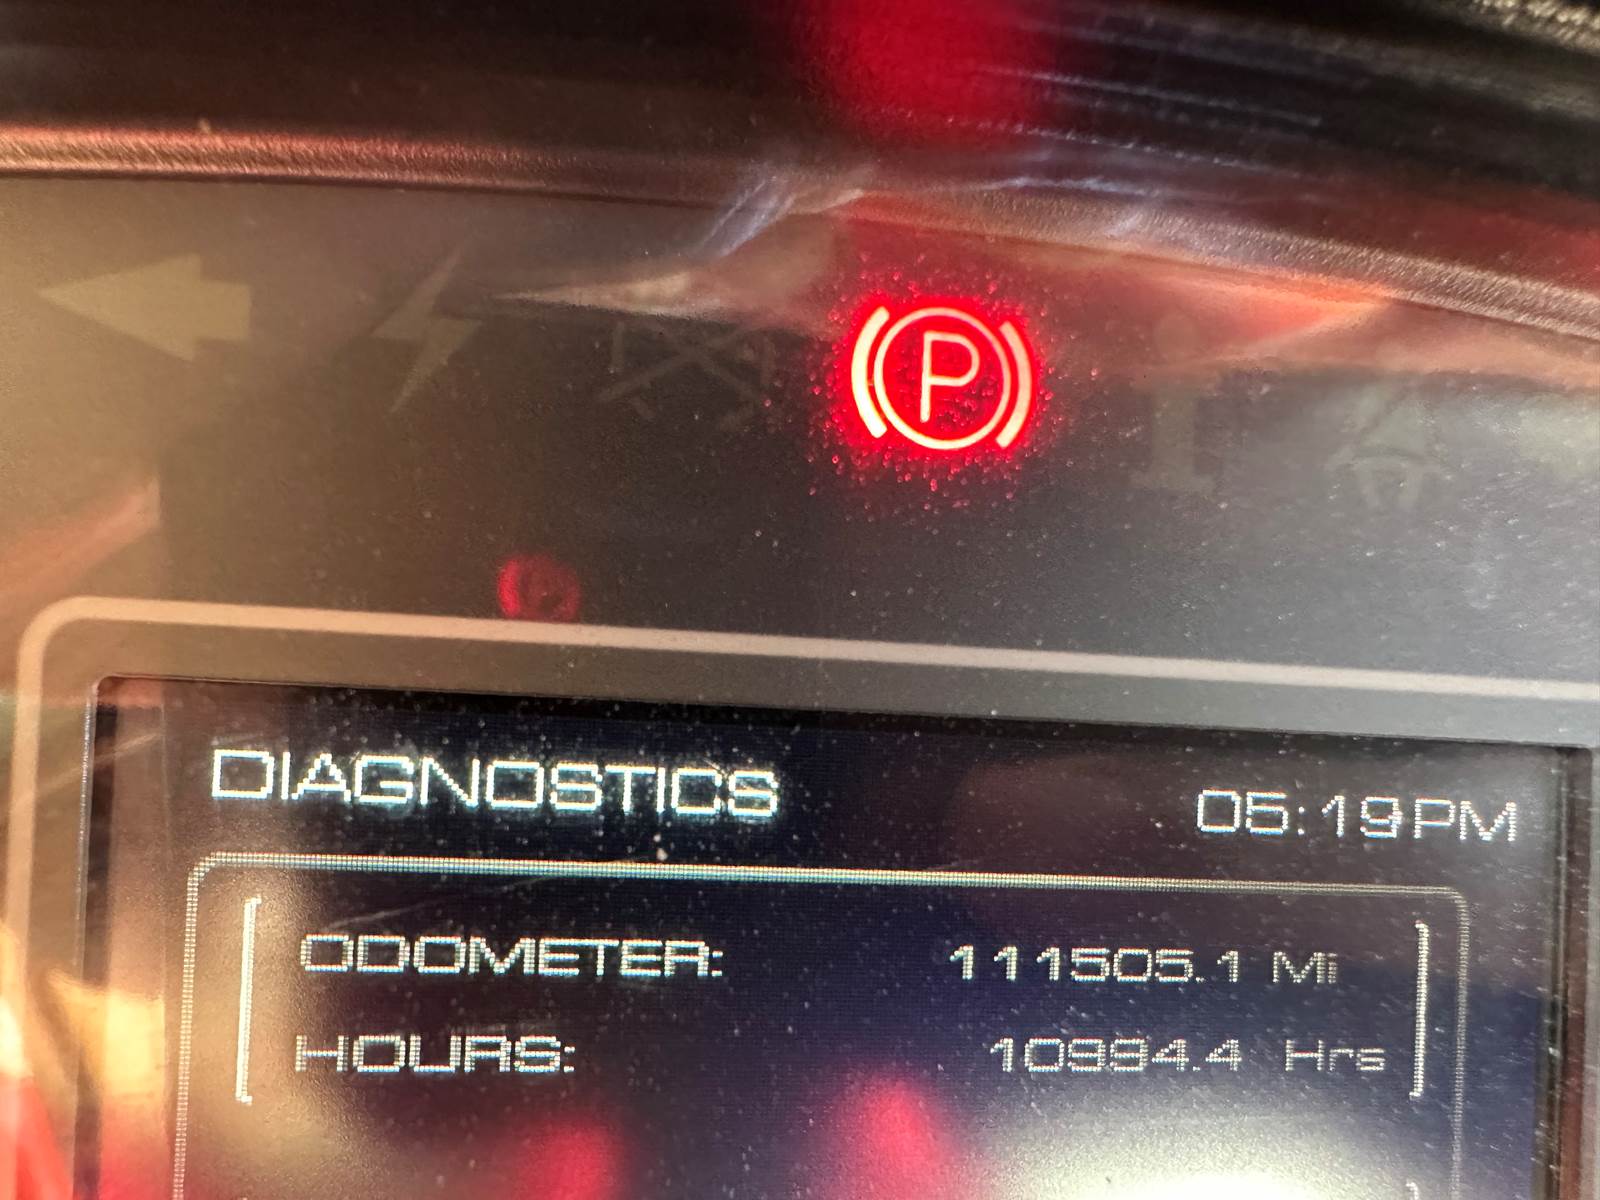 P
DIAGNOSTICS
05:19PM
ODOMETER: 111505.1 Mi
HOURS: 10994.4 Hrs